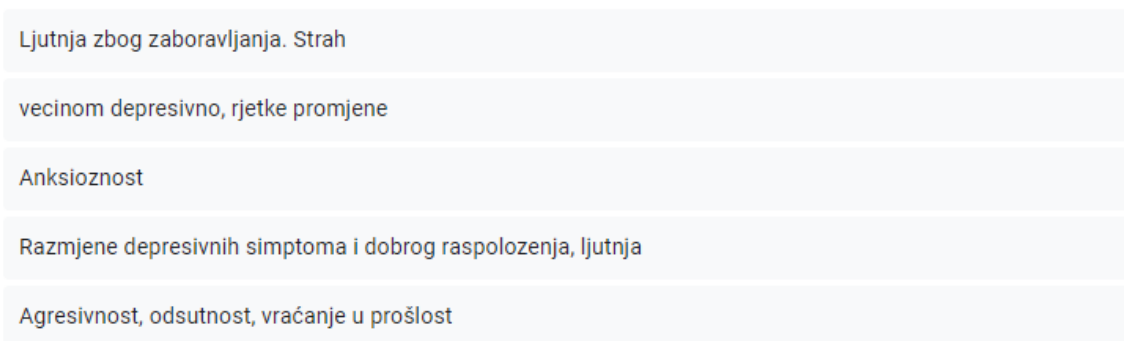 Ljutnja zbog zaboravljanja. Strah
vecinom depresivno, rjetke promjene
Anksioznost
Razmjene depresivnih simptoma i dobrog raspolozenja, ljutnja
Agresivnost, odsutnost, vraćanje u prošlost